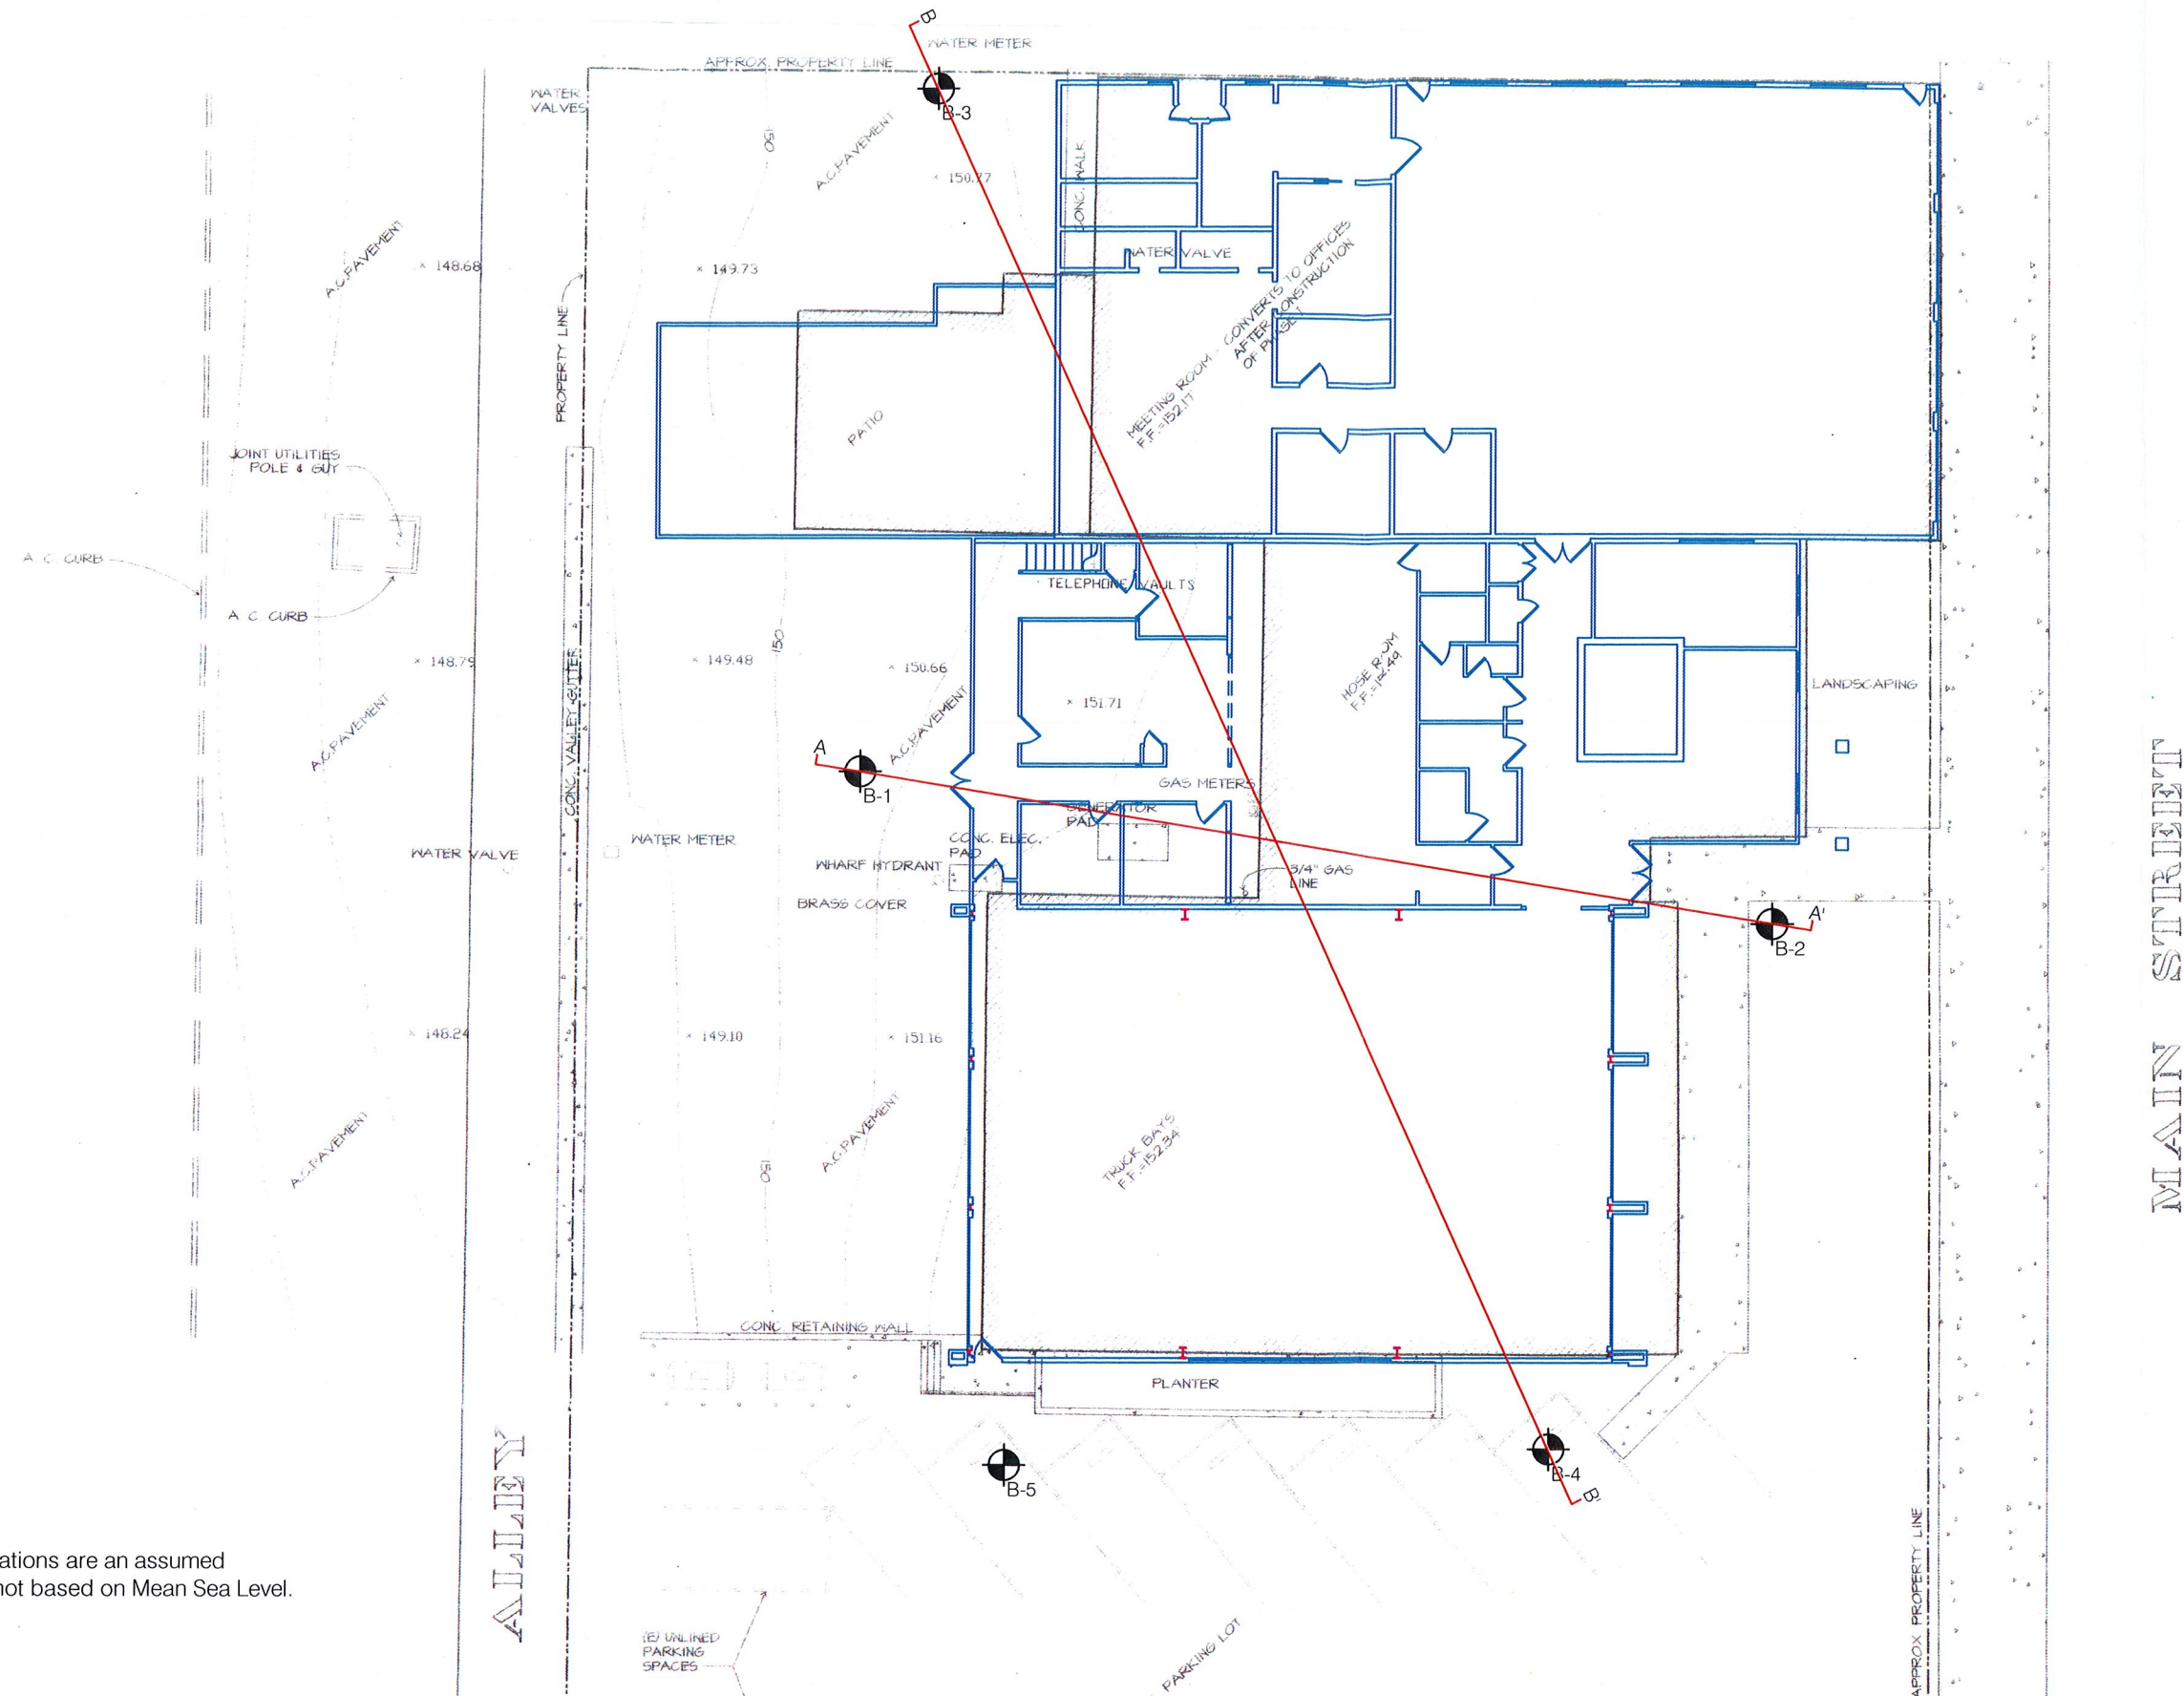 B
WATER METER
APPROX. PROPERTY LINE
WATER
VALVES
B-3
150
A.C.PAVEMENT
150.77
CONC. WALK
A.C.PAVEMENT
148.68
149.73
WATER VALVE
MEETING ROOM - CONVERTS TO OFFICES
AFTER CONSTRUCTION
OF PHASE I
F.F.=152.17'
PROPERTY LINE
PATIO
JOINT UTILITIES
POLE & GUY
A. C. CURB
A. C. CURB
TELEPHONE VAULTS
CONC. VALLEY GUTTER
148.79
149.48
150
150.66
151.71
HOSE ROOM
LANDSCAPING
A.C.PAVEMENT
A.C.PAVEMENT
A
B-1
GAS METERS
GENERATOR
PAD
CONC. ELEC.
PAD
WATER METER
WATER VALVE
WHARF HYDRANT
3/4" GAS
LINE
BRASS COVER
A'
B-2
MAIN STREET
148.24
149.10
151.16
A.C.PAVEMENT
A.C.PAVEMENT
150
TRUCK BAYS
F.F.=152.34'
CONC. RETAINING WALL
PLANTER
B-4
B-5
B'
ALLEY
ations are an assumed
not based on Mean Sea Level.
(E) UNLINED
PARKING
SPACES
PARKING LOT
APPROX PROPERTY LINE